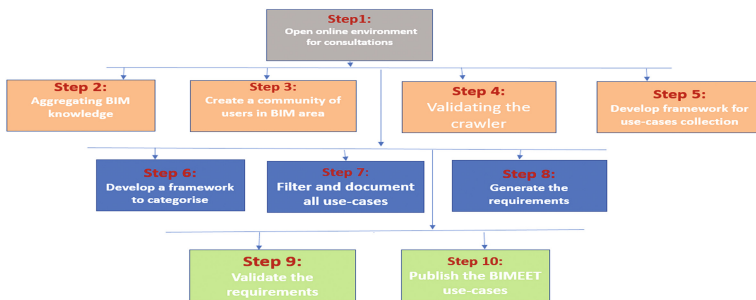 Step1:
Open online environment
for consultations
Step 2:
Aggregating BIM
knowledge
Step 3:
Create a community of
users in BIM area
Step 4:
Validating the
crawler
Step 5:
Develop framework for
use-cases collection
Step 6:
Develop a framework
to categorise
Step 7:
Filter and document
all use-cases
Step 8:
Generate the
requirements
Step 9:
Validate the
requirements
Step 10:
Publish the BIMEET
use-cases